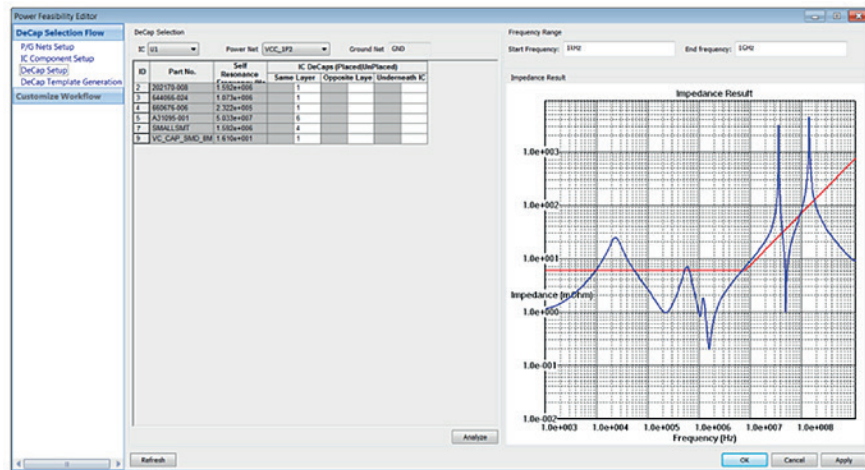 Power Feasibility Editor
DeCap Selection Flow
P/G Nets Setup
IC Component Setup
DeCap Setup
DeCap Template Generation
Customize Workflow
DeCap Selection
IC U1 Power Net VCC_1P2 Ground Net GND
ID Part No. Self Resonance IC DeCaps (Placed/UnPlaced)
Same Layer Opposite Laye Underneath IC
2 202170-008 1.592e+006 1
3 644066-024 1.073e+006 1
4 660676-006 2.322e+005 1
5 A31095-001 5.033e+007 6
7 SMALLSMT 1.592e+006 4
9 VC_CAP_SMD_8M 1.610e+001 1
Analyze
Refresh
Frequency Range
Start Frequency: 1kHz End frequency: 1GHz
Impedance Result
Impedance Result
1.0e+003
1.0e+002
1.0e+001
Impedance (mOhm)
1.0e+000
1.0e-001
1.0e-002
1.0e+003 1.0e+004 1.0e+005 1.0e+006 1.0e+007 1.0e+008
Frequency (Hz)
OK Cancel Apply